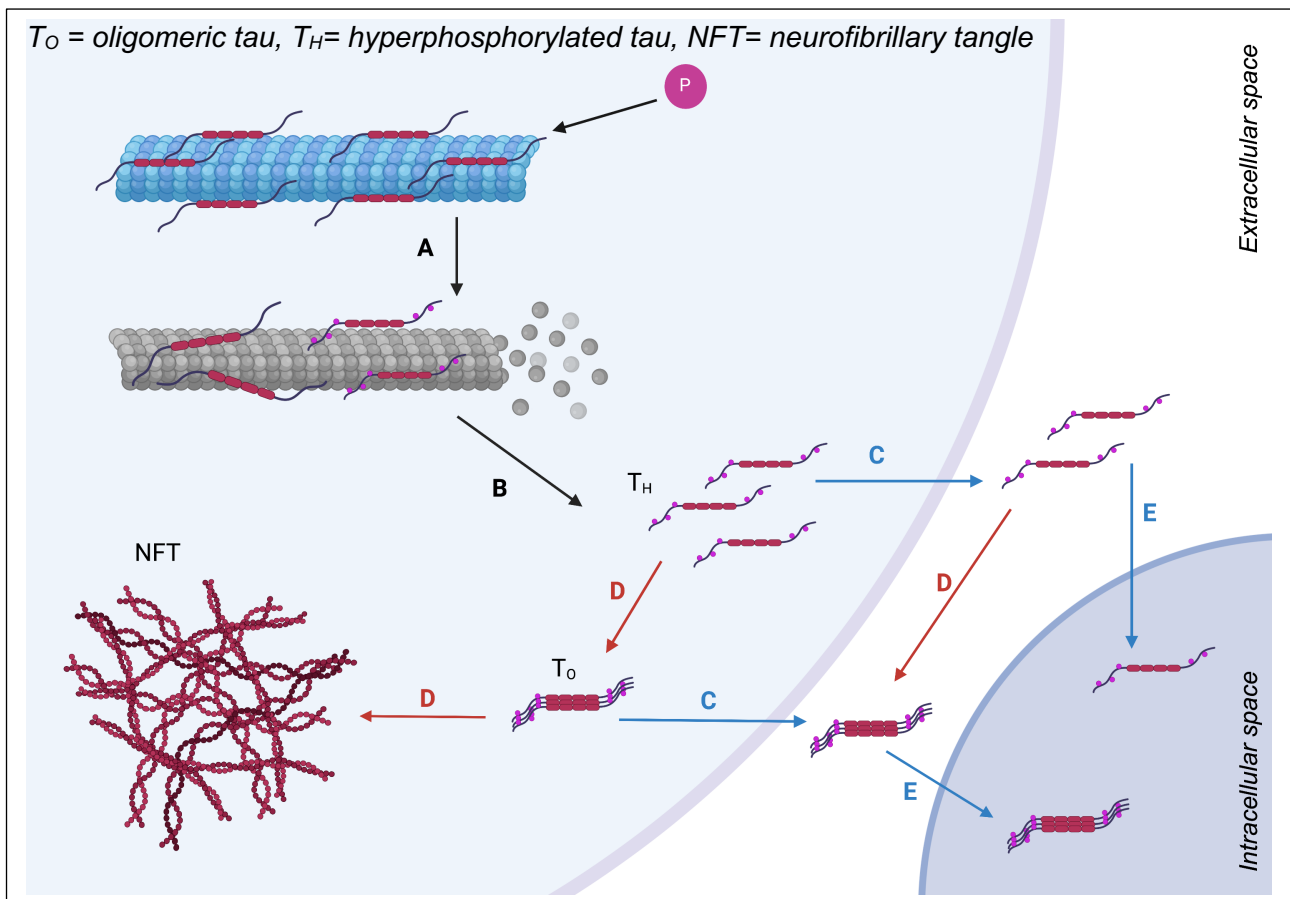 TO = oligomeric tau, TH= hyperphosphorylated tau, NFT= neurofibrillary tangle
P
Extracellular space
A
B
TH
C
E
NFT
D
D
TO
D
C
E
Intracellular space